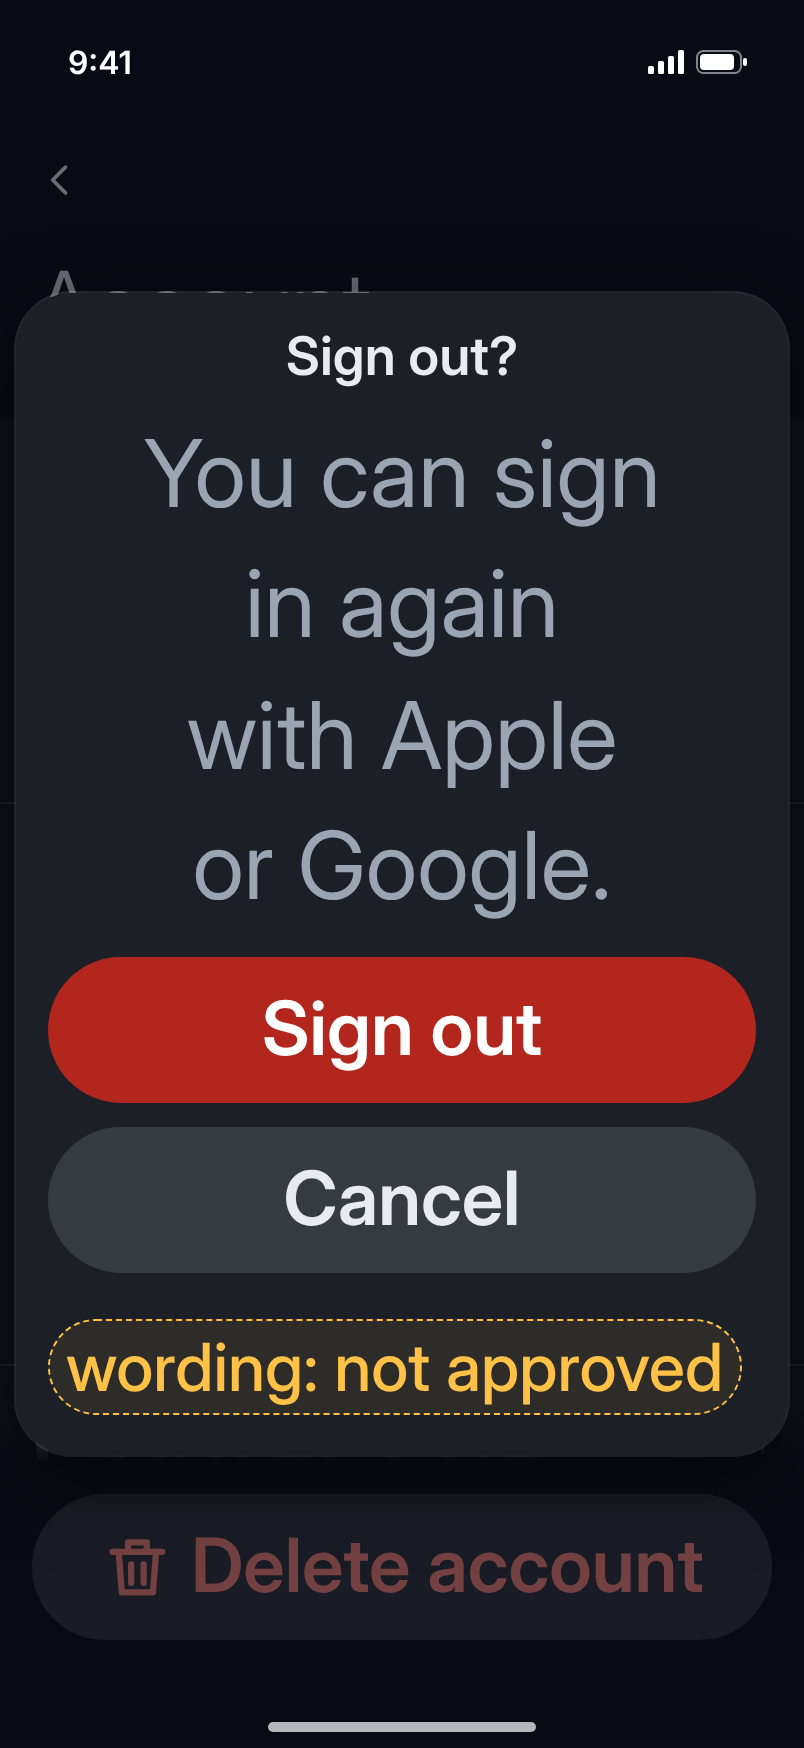 9:41
Account
Sign out?
You can sign
in again
with Apple
or Google.
Sign out
Cancel
wording: not approved
Delete account